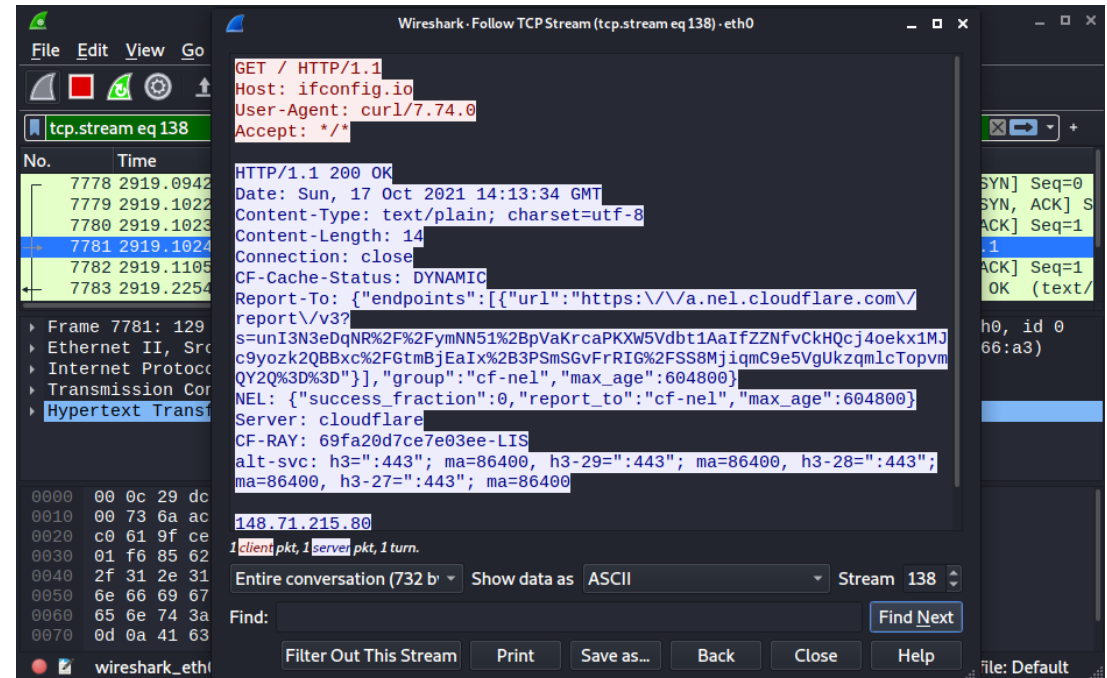 Wireshark · Follow TCP Stream (tcp.stream eq 138) · eth0
File Edit View Go
tcp.stream eq 138
No. Time
7778 2919.0942 SYN] Seq=0
7779 2919.1022 SYN, ACK] S
7780 2919.1023 ACK] Seq=1
7781 2919.1024 .1
7782 2919.1105 ACK] Seq=1
7783 2919.2254 OK (text/
Frame 7781: 129 h0, id 0
Ethernet II, Src 66:a3)
Internet Protoco
Transmission Con
Hypertext Transf
0000 00 0c 29 dc
0010 00 73 6a ac
0020 c0 61 9f ce
0030 01 f6 85 62
0040 2f 31 2e 31
0050 6e 66 69 67
0060 65 6e 74 3a
0070 0d 0a 41 63
wireshark_eth file: Default
GET / HTTP/1.1
Host: ifconfig.io
User-Agent: curl/7.74.0
Accept: */*
HTTP/1.1 200 OK
Date: Sun, 17 Oct 2021 14:13:34 GMT
Content-Type: text/plain; charset=utf-8
Content-Length: 14
Connection: close
CF-Cache-Status: DYNAMIC
Report-To: {"endpoints":[{"url":"https:\/\/a.nel.cloudflare.com\/
report\/v3?
s=unI3N3eDqNR%2F%2FymNN51%2BpVaKrcaPKXW5Vdbt1AaIfZZNfvCkHQcj4oekx1MJ
c9yozk2QBBxc%2FGtmBjEaIx%2B3PSmSGvFrRIG%2FSS8MjiqmC9e5VgUkzqmlcTopvm
QY2Q%3D%3D"}],"group":"cf-nel","max_age":604800}
NEL: {"success_fraction":0,"report_to":"cf-nel","max_age":604800}
Server: cloudflare
CF-RAY: 69fa20d7ce7e03ee-LIS
alt-svc: h3=":443"; ma=86400, h3-29=":443"; ma=86400, h3-28=":443";
ma=86400, h3-27=":443"; ma=86400
148.71.215.80
1 client pkt, 1 server pkt, 1 turn.
Entire conversation (732 b Show data as ASCII Stream 138
Find: Find Next
Filter Out This Stream Print Save as... Back Close Help